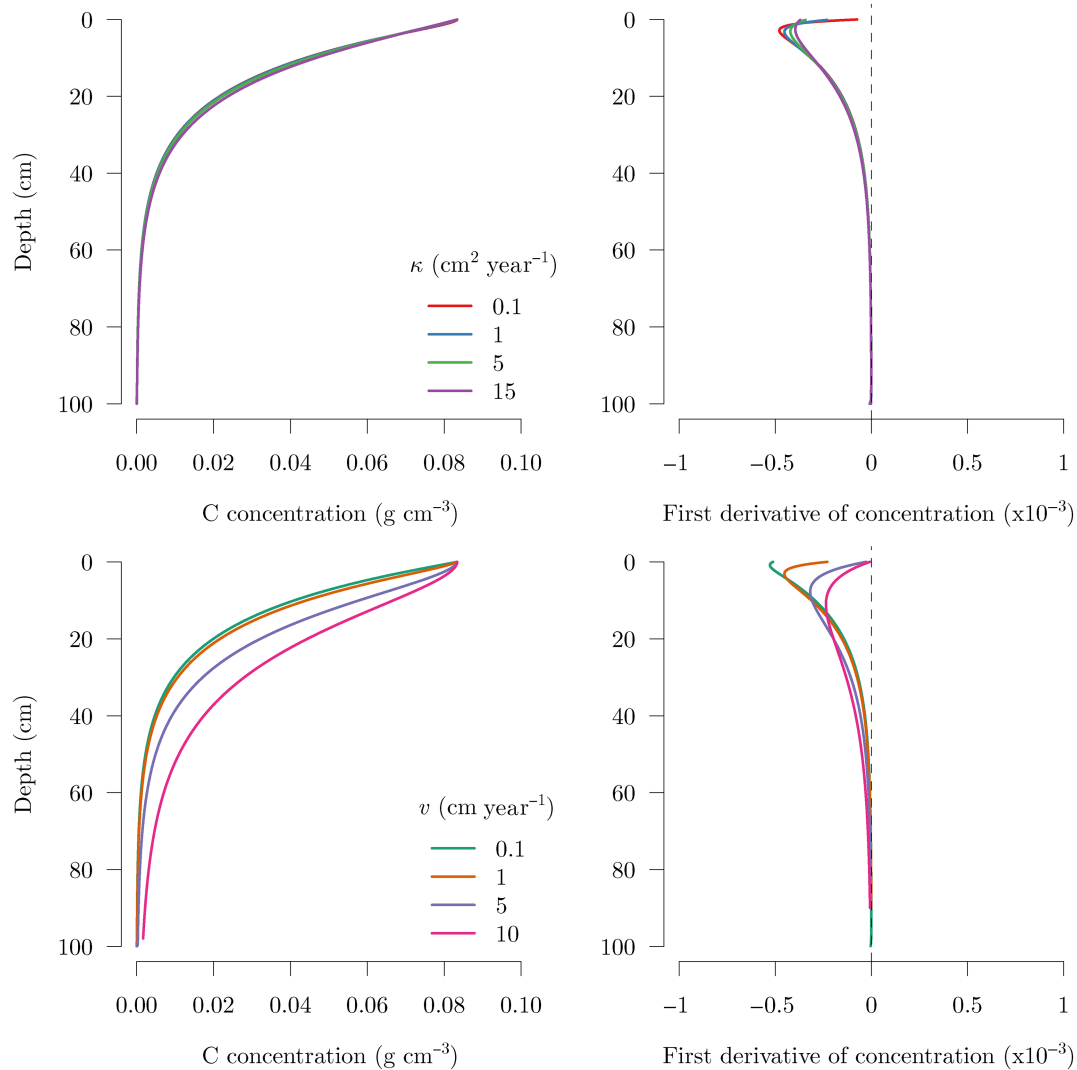 0
20
40
60
80
100
Depth (cm)
κ (cm² year⁻¹)
0.1
1
5
15
0.00 0.02 0.04 0.06 0.08 0.10
C concentration (g cm⁻³)
0
20
40
60
80
100
−1 −0.5 0 0.5 1
First derivative of concentration (x10⁻³)
0
20
40
60
80
100
Depth (cm)
v (cm year⁻¹)
0.1
1
5
10
0.00 0.02 0.04 0.06 0.08 0.10
C concentration (g cm⁻³)
0
20
40
60
80
100
−1 −0.5 0 0.5 1
First derivative of concentration (x10⁻³)